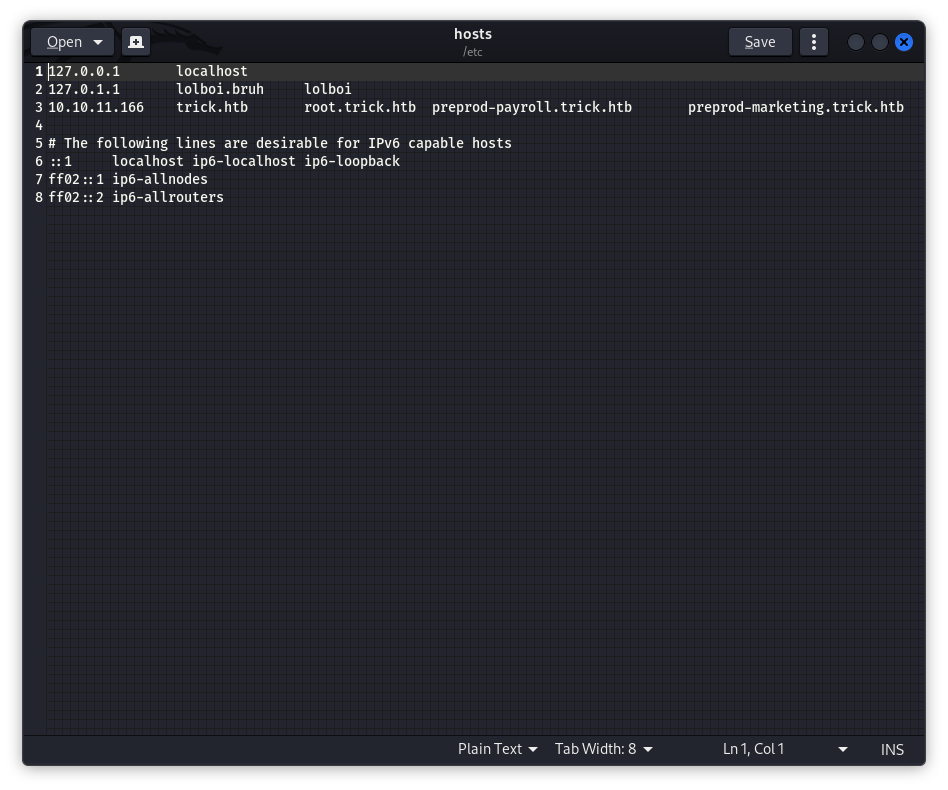 Open
hosts
/etc
Save
1 127.0.0.1 localhost
2 127.0.1.1 lolboi.bruh lolboi
3 10.10.11.166 trick.htb root.trick.htb preprod-payroll.trick.htb preprod-marketing.trick.htb
4
5 # The following lines are desirable for IPv6 capable hosts
6 ::1 localhost ip6-localhost ip6-loopback
7 ff02::1 ip6-allnodes
8 ff02::2 ip6-allrouters
Plain Text Tab Width: 8 Ln 1, Col 1 INS